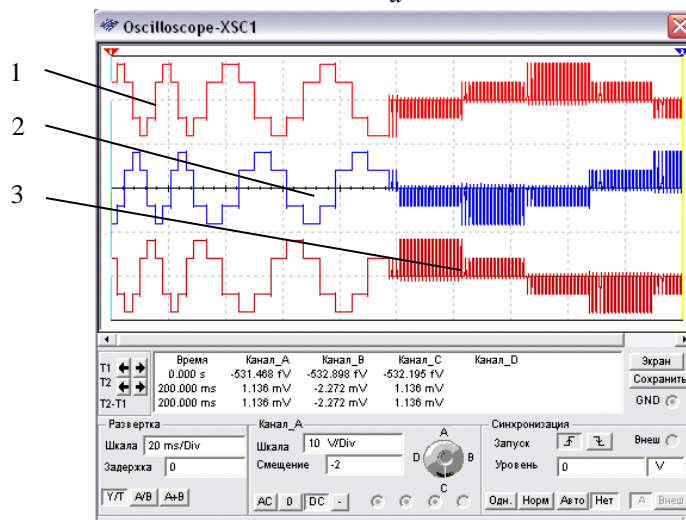 a
Oscilloscope-XSC1
1
2
3
Время Канал_A Канал_B Канал_C Канал_D
T1 0.000 s -531.468 fV -532.898 fV -532.195 fV
T2 200.000 ms 1.136 mV -2.272 mV 1.136 mV
T2-T1 200.000 ms 1.136 mV -2.272 mV 1.136 mV
Экран
Сохранить
GND
Развертка
Шкала 20 ms/Div
Задержка 0
Y/T A/B A+B
Канал_A
Шкала 10 V/Div
Смещение -2
AC 0 DC -
A
B
C
D
Синхронизация
Запуск Внеш
Уровень 0 V
Одн. Норм Авто Нет A Внеш